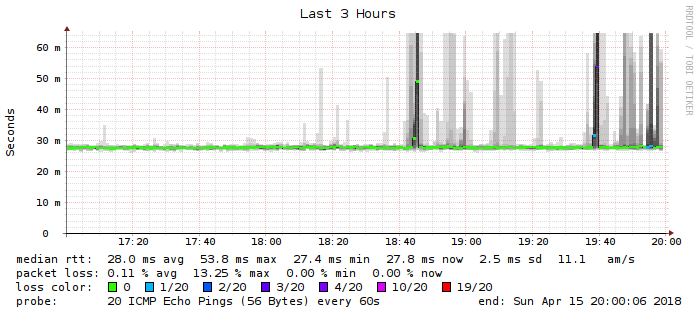 Last 3 Hours
RRDTOOL / TOBI OETIKER
Seconds
60 m
50 m
40 m
30 m
20 m
10 m
0
17:20 17:40 18:00 18:20 18:40 19:00 19:20 19:40 20:00
median rtt: 28.0 ms avg 53.8 ms max 27.4 ms min 27.8 ms now 2.5 ms sd 11.1 am/s
packet loss: 0.11 % avg 13.25 % max 0.00 % min 0.00 % now
loss color: 0 1/20 2/20 3/20 4/20 10/20 19/20
probe: 20 ICMP Echo Pings (56 Bytes) every 60s end: Sun Apr 15 20:00:06 2018